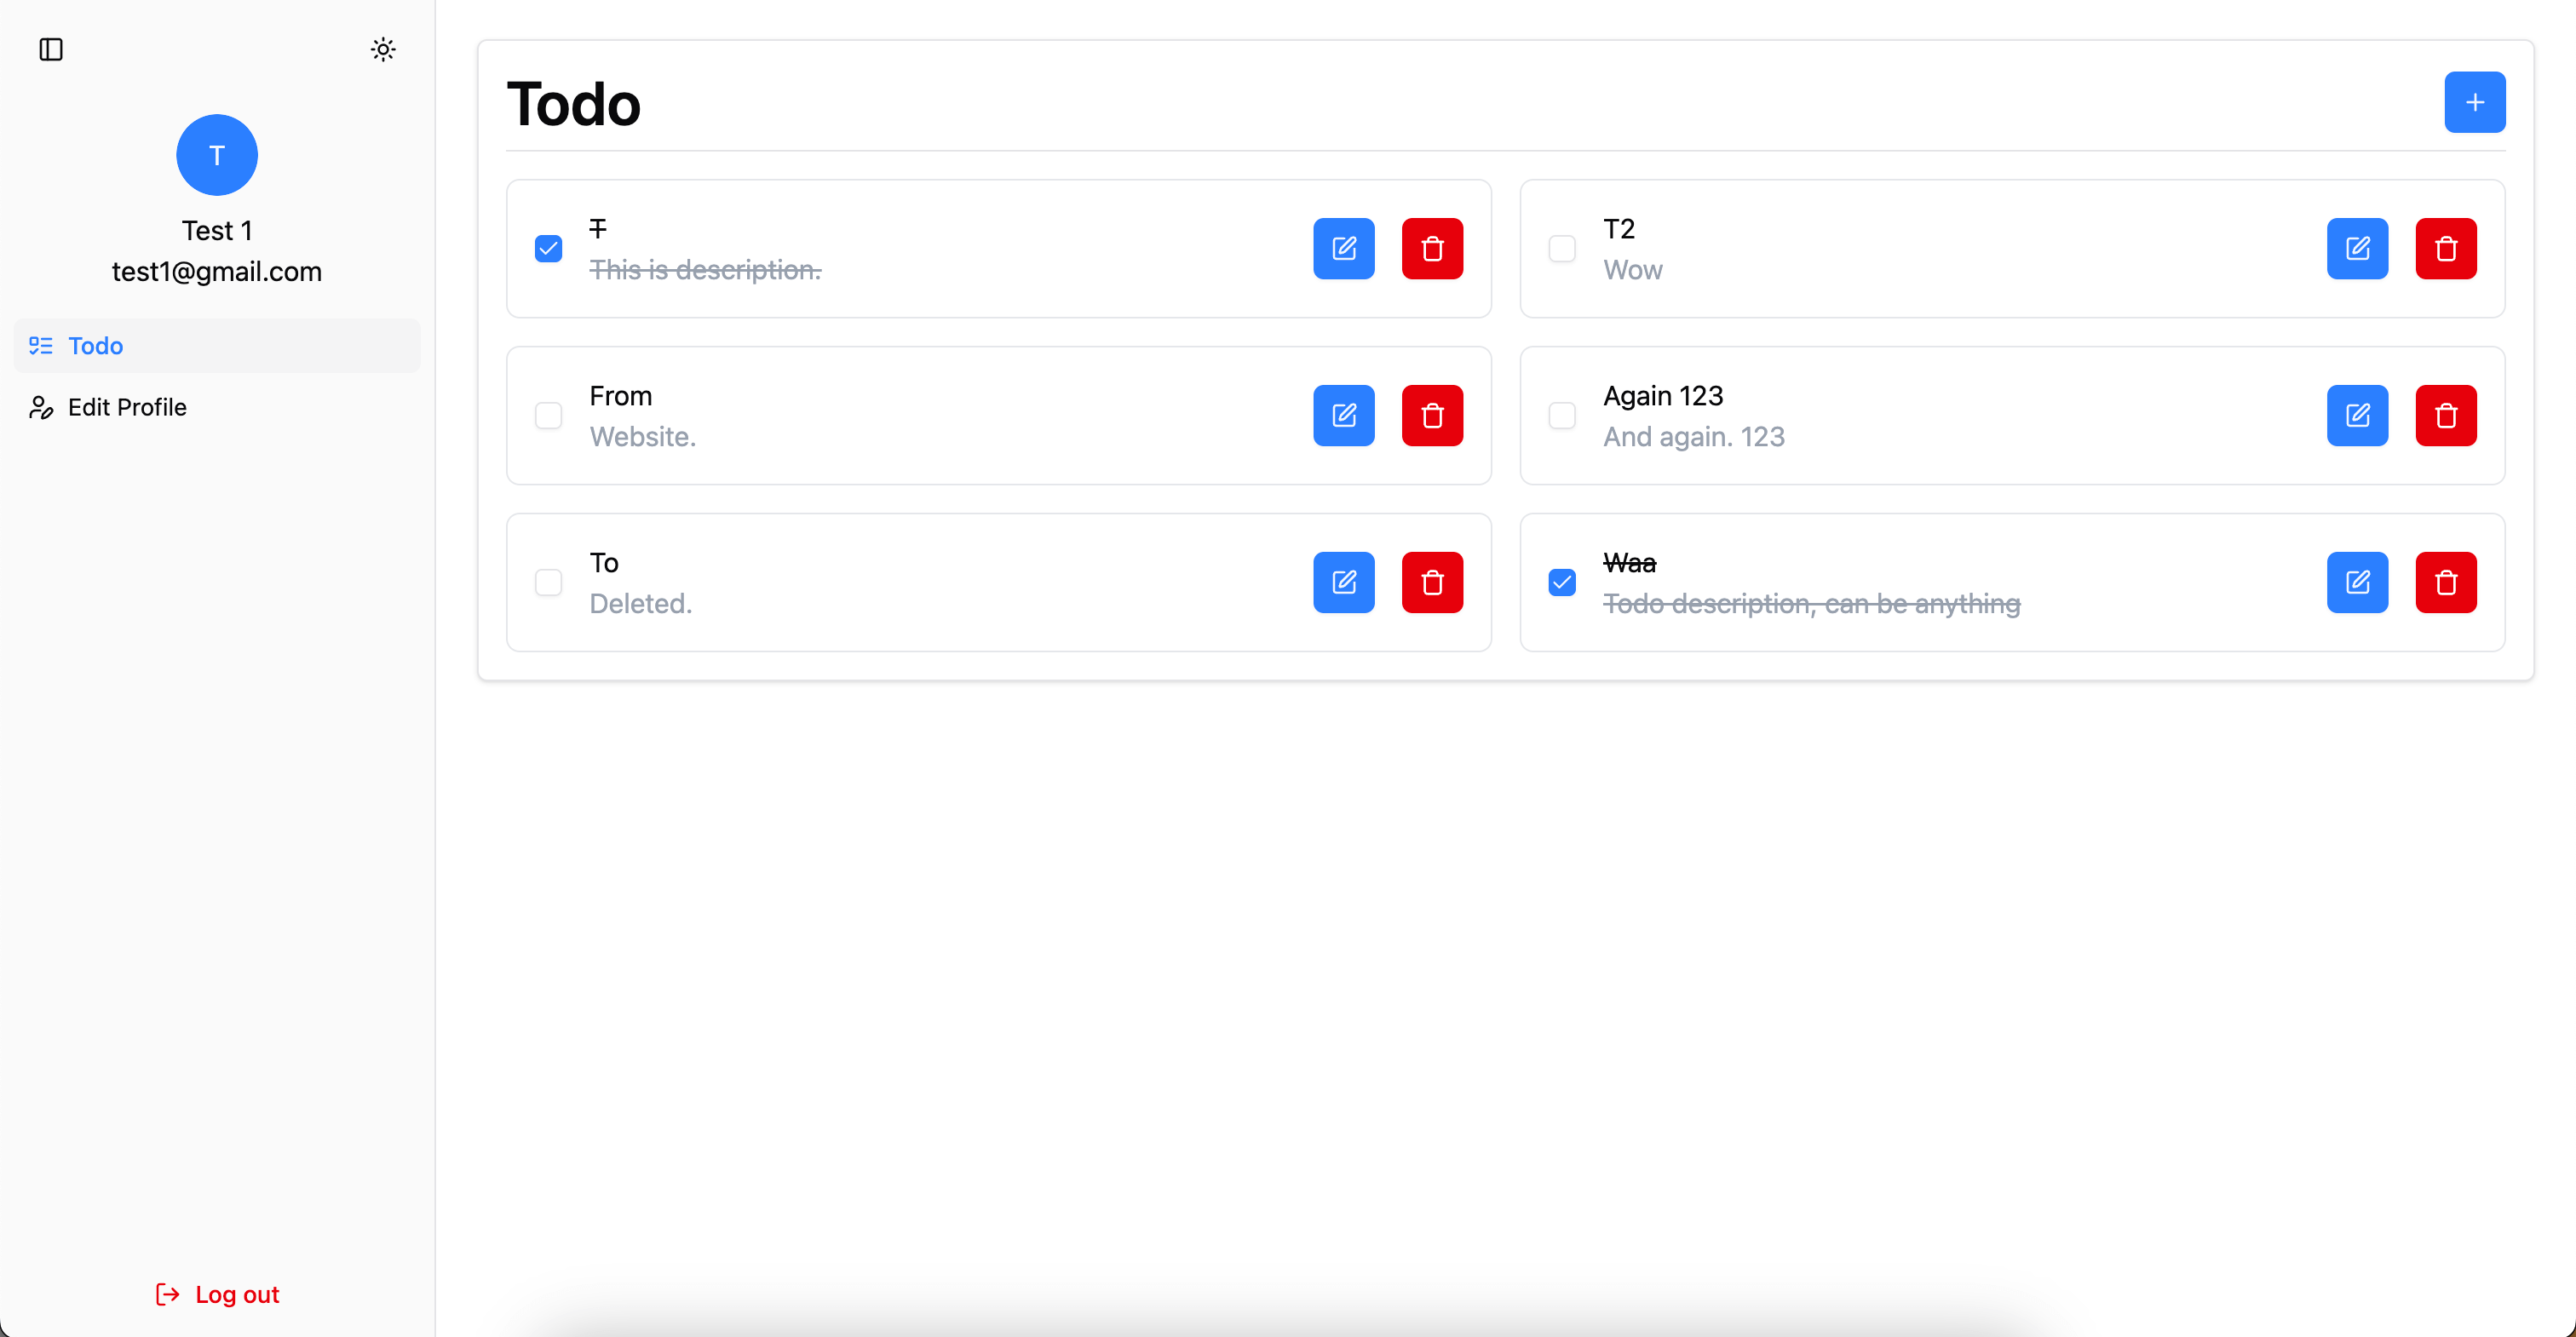 T
Test 1
test1@gmail.com
Todo
Edit Profile
Log out
Todo
T
This is description.
T2
Wow
From
Website.
Again 123
And again. 123
To
Deleted.
Waa
Todo description, can be anything